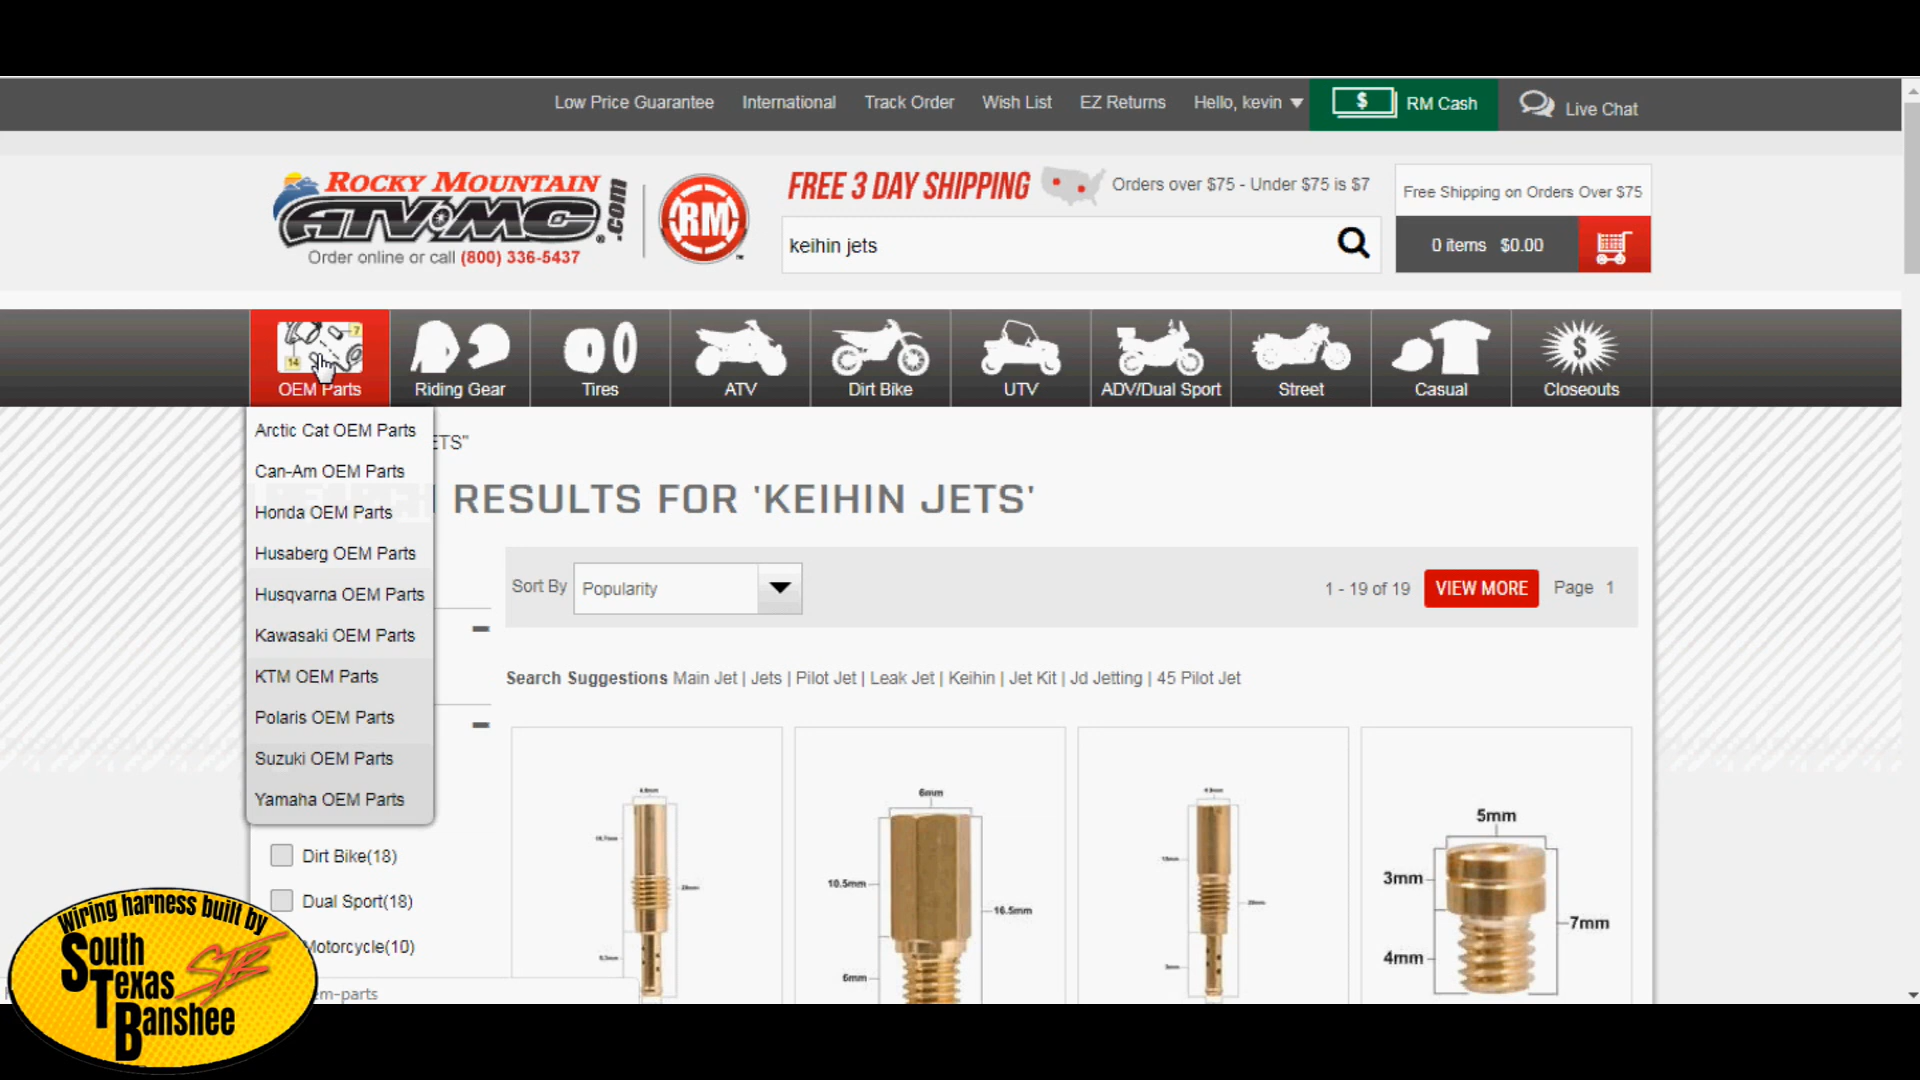 Low Price Guarantee International Track Order Wish List EZ Returns Hello, kevin RM Cash Live Chat
ROCKY MOUNTAIN
ATV•MC.com
Order online or call (800) 336-5437
RM
FREE 3 DAY SHIPPING Orders over $75 - Under $75 is $7
keihin jets
Free Shipping on Orders Over $75
0 items $0.00
OEM Parts Riding Gear Tires ATV Dirt Bike UTV ADV/Dual Sport Street Casual Closeouts
Arctic Cat OEM Parts
Can-Am OEM Parts
Honda OEM Parts
Husaberg OEM Parts
Husqvarna OEM Parts
Kawasaki OEM Parts
KTM OEM Parts
Polaris OEM Parts
Suzuki OEM Parts
Yamaha OEM Parts
ETS"
RESULTS FOR 'KEIHIN JETS'
Sort By Popularity 1 - 19 of 19 VIEW MORE Page 1
Search Suggestions Main Jet | Jets | Pilot Jet | Leak Jet | Keihin | Jet Kit | Jd Jetting | 45 Pilot Jet
6mm
10.5mm
16.5mm
6mm
5mm
3mm
7mm
4mm
Dirt Bike(18)
Dual Sport(18)
Motorcycle(10)
em-parts
Wiring harness built by
South
Texas
Banshee
STB